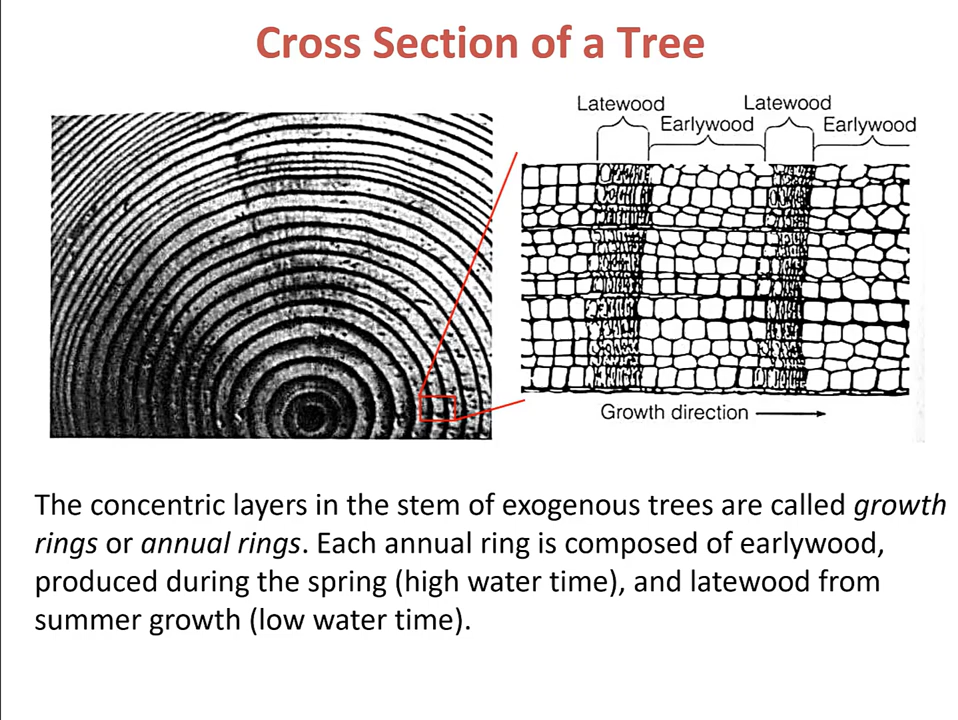 Cross Section of a Tree
Latewood Latewood
Earlywood Earlywood
Growth direction
The concentric layers in the stem of exogenous trees are called growth
rings or annual rings. Each annual ring is composed of earlywood,
produced during the spring (high water time), and latewood from
summer growth (low water time).